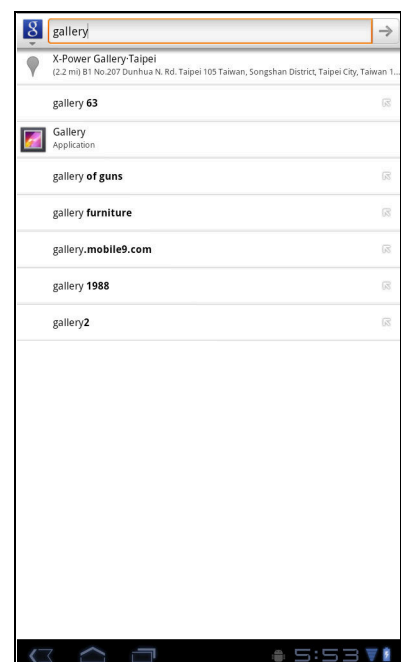 8 gallery
X-Power Gallery·Taipei
(2.2 mi) B1 No.207 Dunhua N. Rd. Taipei 105 Taiwan, Songshan District, Taipei City, Taiwan 1...
gallery 63
Gallery
Application
gallery of guns
gallery furniture
gallery.mobile9.com
gallery 1988
gallery2
5:53